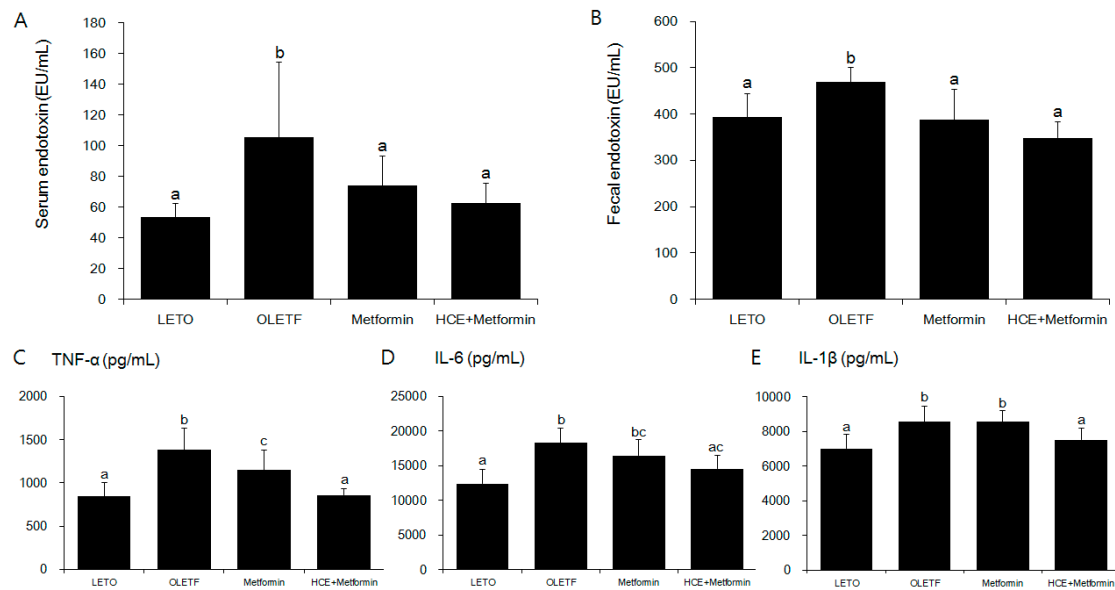 A
Serum endotoxin (EU/mL)
180
160
140
120
100
80
60
40
20
0
a
b
a
a
LETO OLETF Metformin HCE+Metformin
B
Fecal endotoxin (EU/mL)
600
500
400
300
200
100
0
a
b
a
a
LETO OLETF Metformin HCE+Metformin
C TNF-α (pg/mL)
2000
1500
1000
500
0
a
b
c
a
LETO OLETF Metformin HCE+Metformin
D IL-6 (pg/mL)
25000
20000
15000
10000
5000
0
a
b
bc
ac
LETO OLETF Metformin HCE+Metformin
E IL-1β (pg/mL)
10000
8000
6000
4000
2000
0
a
b
b
a
LETO OLETF Metformin HCE+Metformin